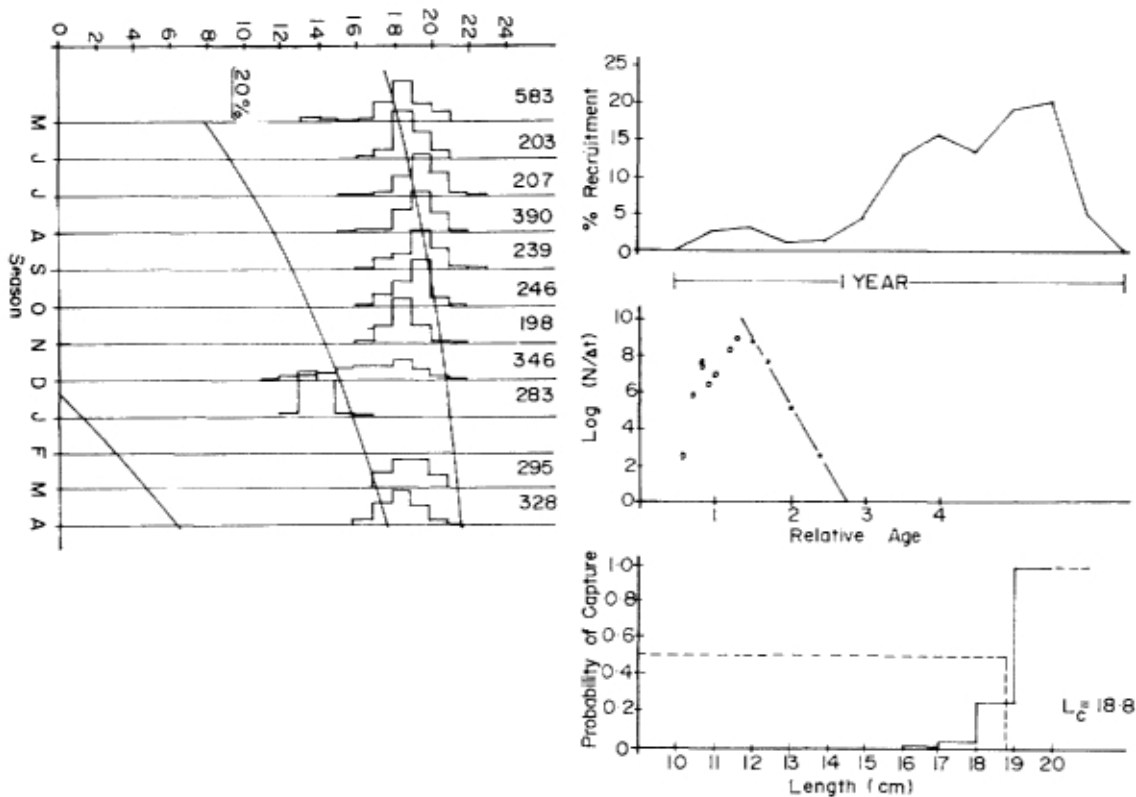 0 2 4 6 8 10 12 14 16 18 20 22 24
20%
M 583
J 203
J 207
A 390
S 239
O 246
N 198
D 346
J 283
F
M 295
A 328
Season
25
20
15
10
5
0
% Recruitment
1 YEAR
10
8
6
4
2
0
Log (N/Δt)
1 2 3 4
Relative Age
1·0
0·8
0·6
0·4
0·2
0
Probability of Capture
L_c = 18·8
10 11 12 13 14 15 16 17 18 19 20
Length (cm)